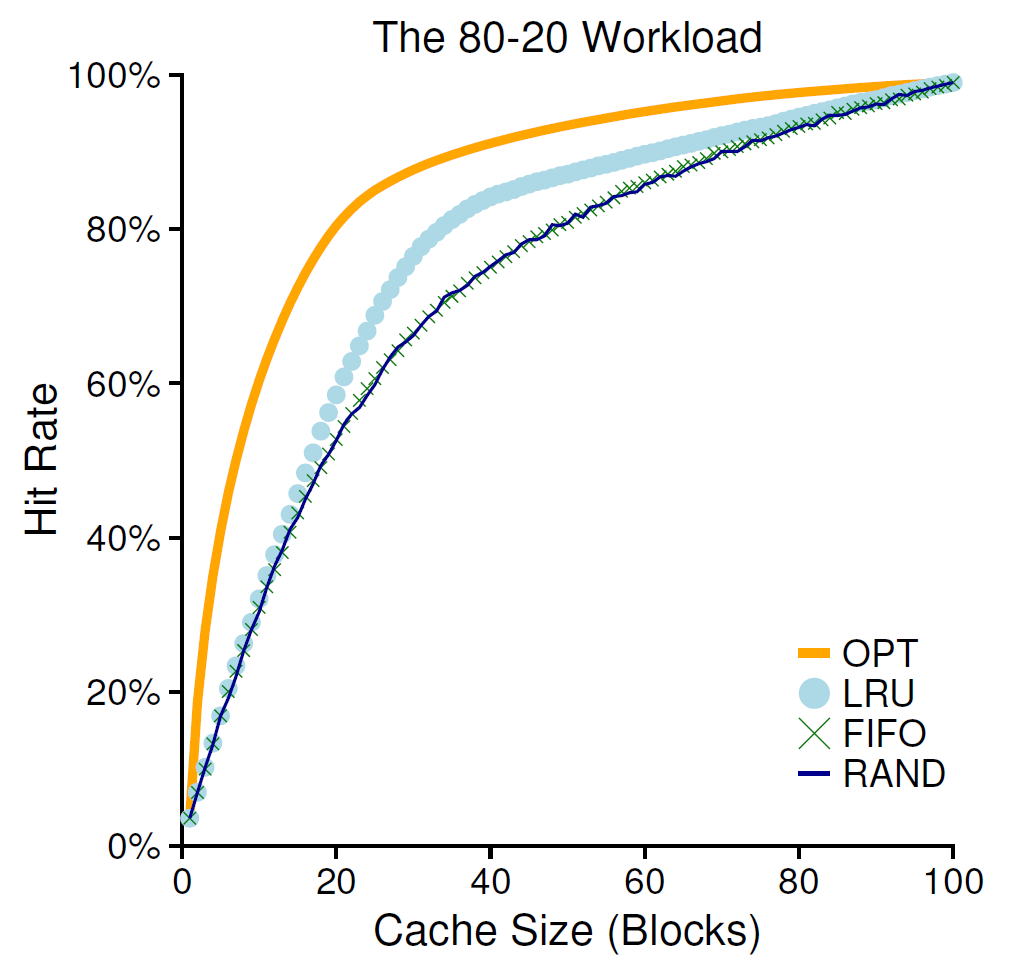 The 80-20 Workload
100%
80%
60%
40%
20%
0%
Hit Rate
OPT
LRU
FIFO
RAND
0 20 40 60 80 100
Cache Size (Blocks)